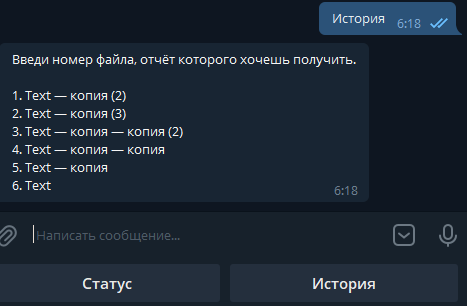 История
6:18
Введи номер файла, отчёт которого хочешь получить.
1. Text — копия (2)
2. Text — копия (3)
3. Text — копия — копия (2)
4. Text — копия — копия
5. Text — копия
6. Text
6:18
Написать сообщение...
Статус
История